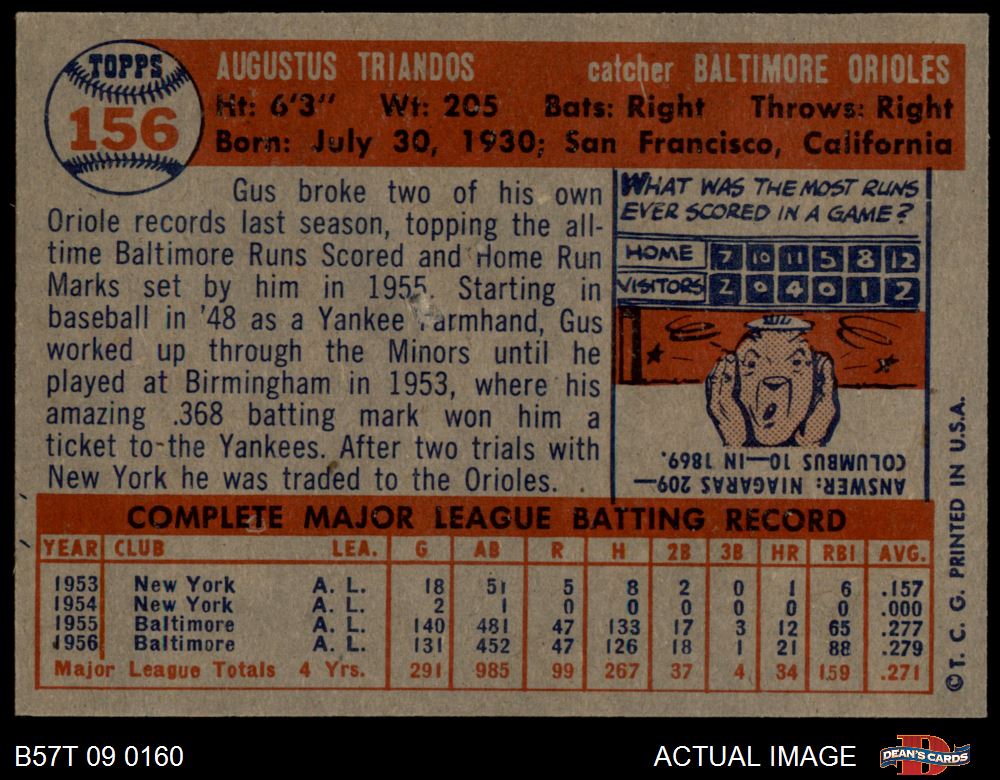 TOPPS
156
AUGUSTUS TRIANDOS catcher BALTIMORE ORIOLES
Ht: 6'3" Wt: 205 Bats: Right Throws: Right
Born: July 30, 1930; San Francisco, California
Gus broke two of his own
Oriole records last season, topping the all-
time Baltimore Runs Scored and Home Run
Marks set by him in 1955. Starting in
baseball in '48 as a Yankee farmhand, Gus
worked up through the Minors until he
played at Birmingham in 1953, where his
amazing .368 batting mark won him a
ticket to the Yankees. After two trials with
New York he was traded to the Orioles.
WHAT WAS THE MOST RUNS
EVER SCORED IN A GAME?
HOME 7 10 11 5 8 12
VISITORS 2 0 4 0 1 2
ANSWER: NIAGARAS 209—
COLUMBUS 10—IN 1869.
COMPLETE MAJOR LEAGUE BATTING RECORD
YEAR CLUB LEA. G AB R H 2B 3B HR RBI AVG.
1953 New York A. L. 18 51 5 8 2 0 1 6 .157
1954 New York A. L. 2 1 0 0 0 0 0 0 .000
1955 Baltimore A. L. 140 481 47 133 17 3 12 65 .277
1956 Baltimore A. L. 131 452 47 126 18 1 21 88 .279
Major League Totals 4 Yrs. 291 985 99 267 37 4 34 159 .271
© T. C. G. PRINTED IN U.S.A.
B57T 09 0160 ACTUAL IMAGE DEAN'S CARDS